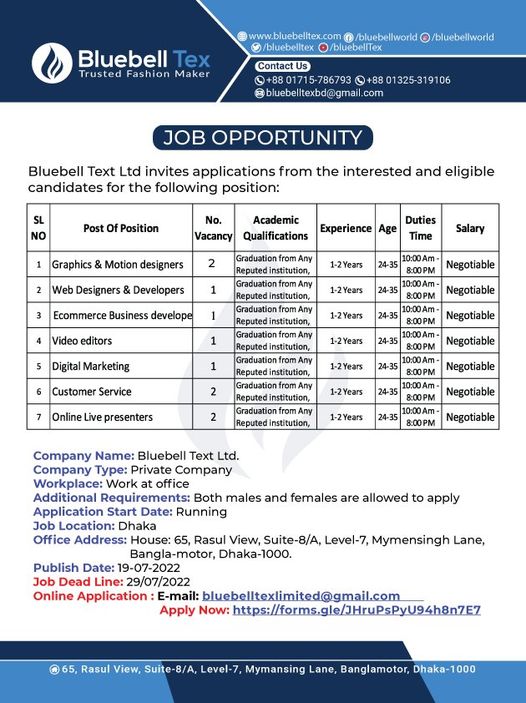 www.bluebelltex.com /bluebellworld /bluebellworld
/bluebelltex /bluebellTex
Bluebell Tex
Trusted Fashion Maker
Contact Us
+88 01715-786793 +88 01325-319106
bluebelltexbd@gmail.com
JOB OPPORTUNITY
Bluebell Text Ltd invites applications from the interested and eligible
candidates for the following position:
SL NO Post Of Position No. Vacancy Academic Qualifications Experience Age Duties Time Salary
1 Graphics & Motion designers 2 Graduation from Any Reputed institution, 1-2 Years 24-35 10:00 Am - 8:00 PM Negotiable
2 Web Designers & Developers 1 Graduation from Any Reputed institution, 1-2 Years 24-35 10:00 Am - 8:00 PM Negotiable
3 Ecommerce Business develope 1 Graduation from Any Reputed institution, 1-2 Years 24-35 10:00 Am - 8:00 PM Negotiable
4 Video editors 1 Graduation from Any Reputed institution, 1-2 Years 24-35 10:00 Am - 8:00 PM Negotiable
5 Digital Marketing 1 Graduation from Any Reputed institution, 1-2 Years 24-35 10:00 Am - 8:00 PM Negotiable
6 Customer Service 2 Graduation from Any Reputed institution, 1-2 Years 24-35 10:00 Am - 8:00 PM Negotiable
7 Online Live presenters 2 Graduation from Any Reputed institution, 1-2 Years 24-35 10:00 Am - 8:00 PM Negotiable
Company Name: Bluebell Text Ltd.
Company Type: Private Company
Workplace: Work at office
Additional Requirements: Both males and females are allowed to apply
Application Start Date: Running
Job Location: Dhaka
Office Address: House: 65, Rasul View, Suite-8/A, Level-7, Mymensingh Lane,
Bangla-motor, Dhaka-1000.
Publish Date: 19-07-2022
Job Dead Line: 29/07/2022
Online Application : E-mail: bluebelltexlimited@gmail.com
Apply Now: https://forms.gle/JHruPsPyU94h8n7E7
65, Rasul View, Suite-8/A, Level-7, Mymansing Lane, Banglamotor, Dhaka-1000